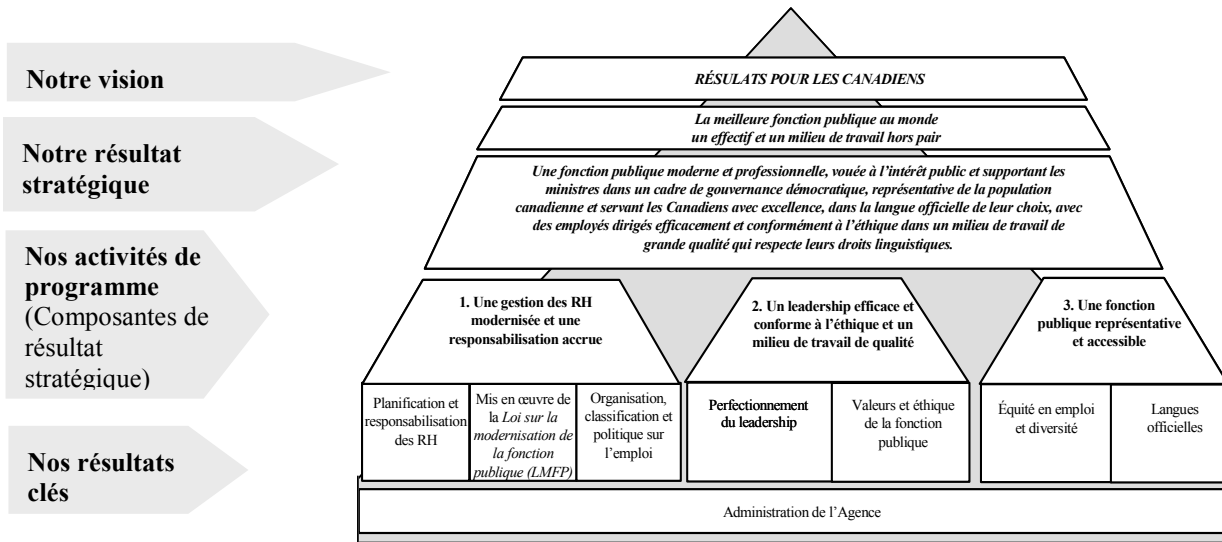 Notre vision
RÉSULATS POUR LES CANADIENS
Notre résultat
stratégique
La meilleure fonction publique au monde
un effectif et un milieu de travail hors pair
Une fonction publique moderne et professionnelle, vouée à l'intérêt public et supportant les
ministres dans un cadre de gouvernance démocratique, représentative de la population
canadienne et servant les Canadiens avec excellence, dans la langue officielle de leur choix, avec
des employés dirigés efficacement et conformément à l'éthique dans un milieu de travail de
grande qualité qui respecte leurs droits linguistiques.
Nos activités de
programme
(Composantes de
résultat
stratégique)
1. Une gestion des RH
modernisée et une
responsabilisation accrue
2. Un leadership efficace et
conforme à l'éthique et un
milieu de travail de qualité
3. Une fonction
publique représentative
et accessible
Nos résultats
clés
Planification et
responsabilisation
des RH
Mis en œuvre de
la Loi sur la
modernisation de
la fonction
publique (LMFP)
Organisation,
classification et
politique sur
l'emploi
Perfectionnement
du leadership
Valeurs et éthique
de la fonction
publique
Équité en emploi
et diversité
Langues
officielles
Administration de l'Agence